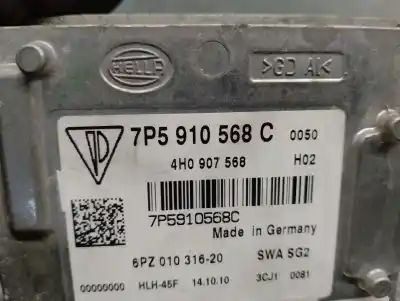 HELLA
>GD Al<
7P5 910 568 C 0050
4H0 907 568 H02
7P5910568C
Made in Germany
6PZ 010 316-20 SWA SG2
00000000 HLH-45F 14.10.10 3CJ1 0081